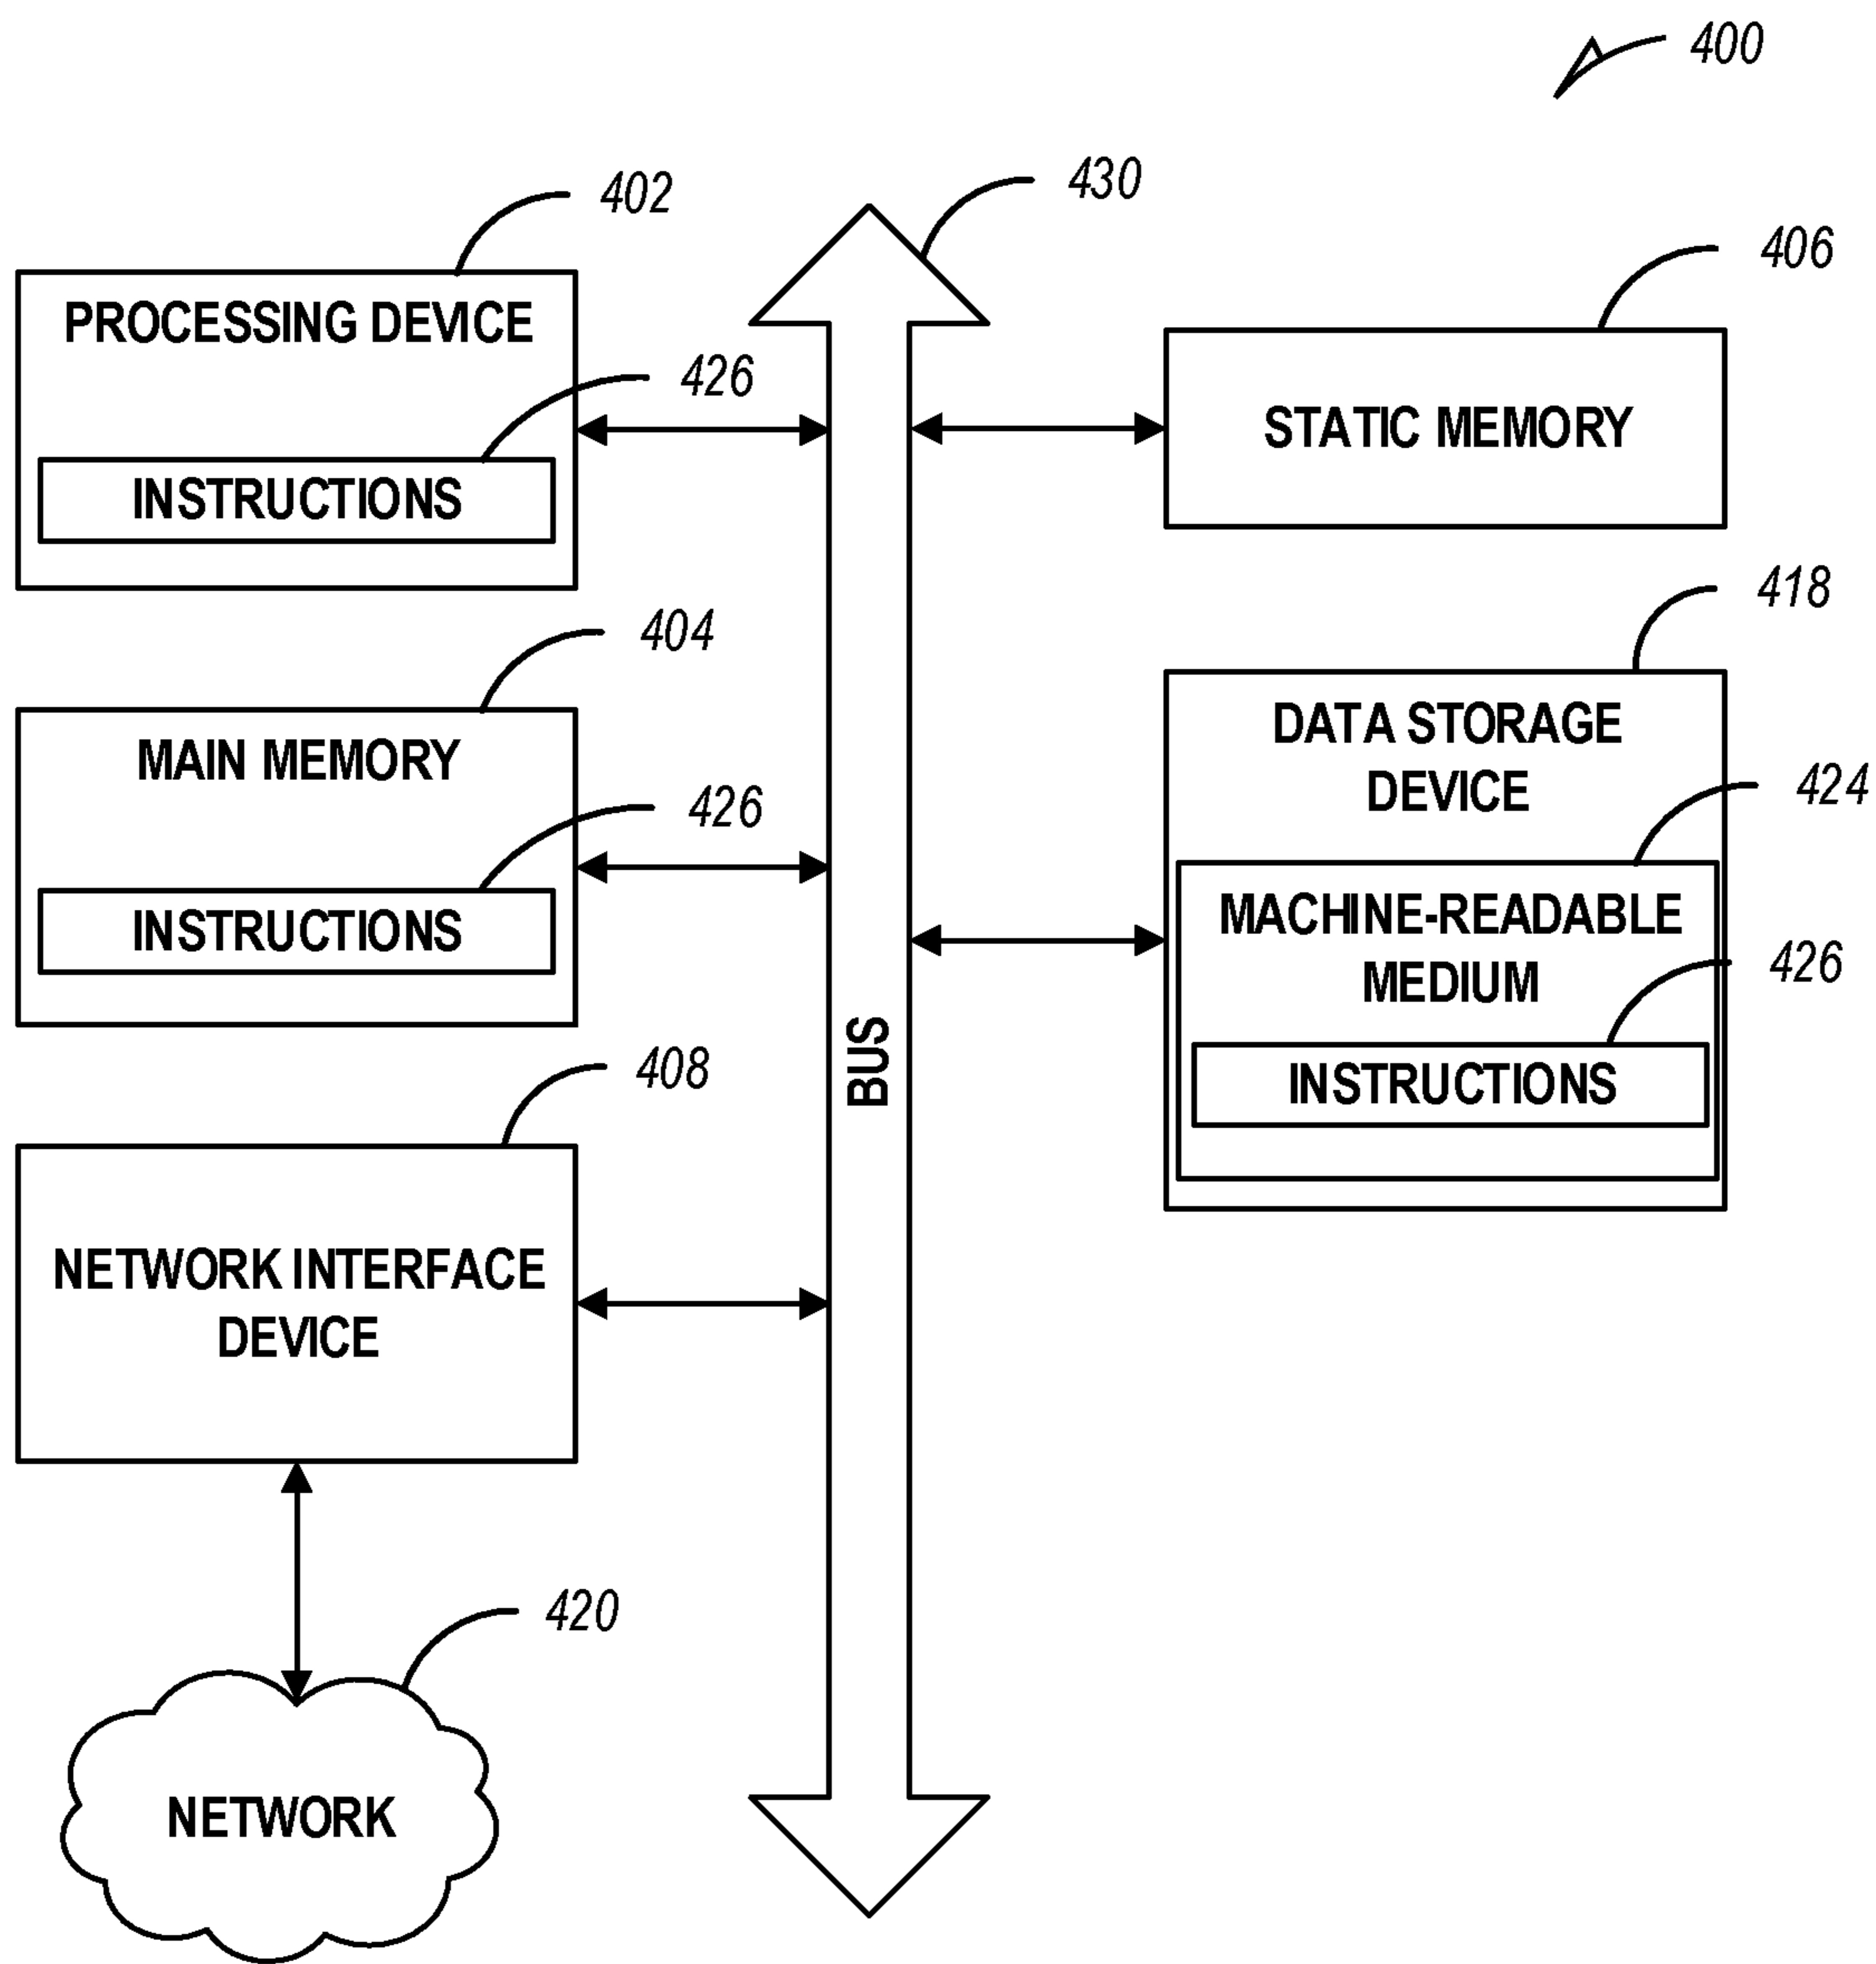 400
402
430
406
PROCESSING DEVICE
426
INSTRUCTIONS
STATIC MEMORY
404
MAIN MEMORY
426
INSTRUCTIONS
418
DATA STORAGE
DEVICE
424
MACHINE-READABLE
MEDIUM
426
INSTRUCTIONS
BUS
408
NETWORK INTERFACE
DEVICE
420
NETWORK